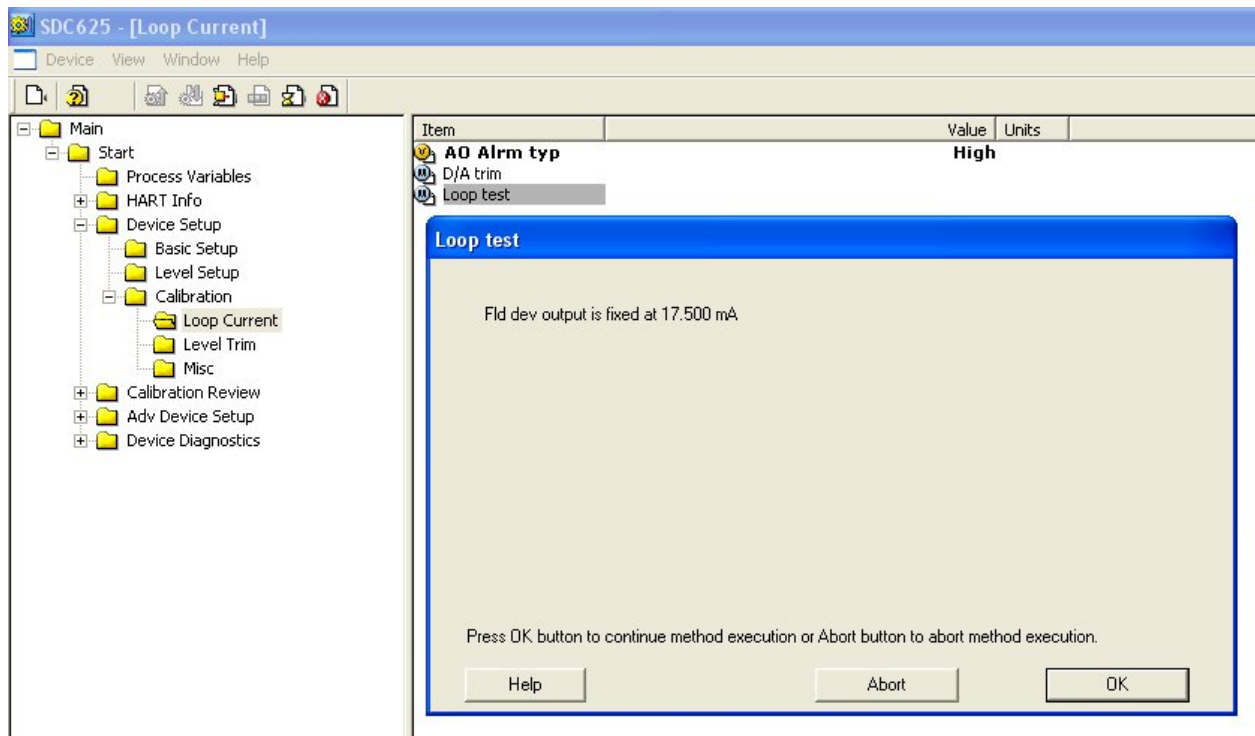 SDC625 - [Loop Current]
Device View Window Help
Main
Start
Process Variables
HART Info
Device Setup
Basic Setup
Level Setup
Calibration
Loop Current
Level Trim
Misc
Calibration Review
Adv Device Setup
Device Diagnostics
Item Value Units
AO Alrm typ High
D/A trim
Loop test
Loop test
Fld dev output is fixed at 17.500 mA
Press OK button to continue method execution or Abort button to abort method execution.
Help Abort OK